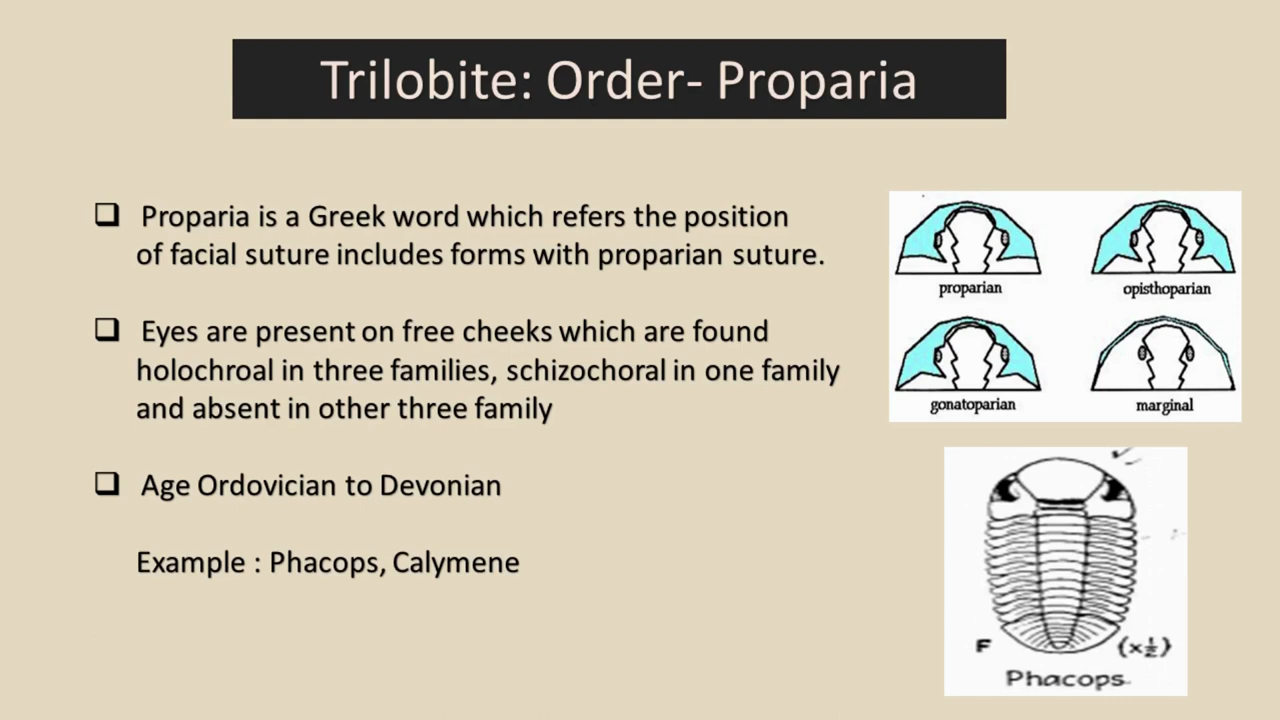 Trilobite: Order- Proparia
Proparia is a Greek word which refers the position
of facial suture includes forms with proparian suture.
Eyes are present on free cheeks which are found
holochroal in three families, schizochoral in one family
and absent in other three family
Age Ordovician to Devonian
Example : Phacops, Calymene
proparian
opisthoparian
gonatoparian
marginal
F
(x½)
Phacops